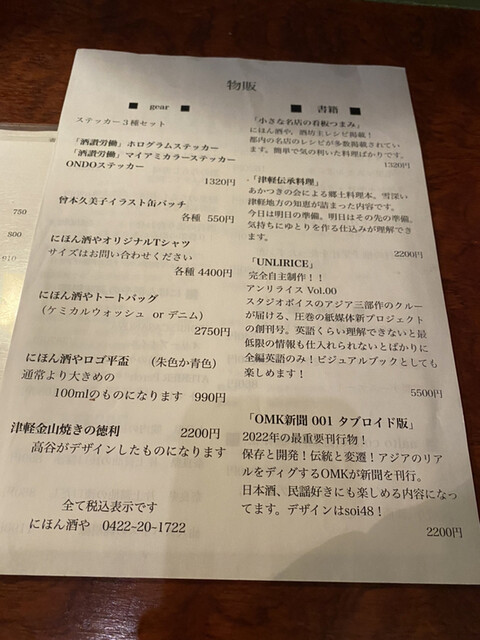 物販
■ gear ■
ステッカー3種セット
「酒讃労働」ホログラムステッカー
「酒讃労働」マイアミカラーステッカー
ONDOステッカー
1320円
曾本久美子イラスト缶バッチ
各種 550円
にほん酒やオリジナルTシャツ
サイズはお問い合わせください
各種 4400円
にほん酒やトートバッグ
(ケミカルウォッシュ or デニム)
2750円
にほん酒やロゴ平盃 (朱色か青色)
通常より大きめの
100mlのものになります 990円
津軽金山焼きの徳利 2200円
高谷がデザインしたものになります
全て税込表示です
にほん酒や 0422-20-1722
■ 書籍 ■
「小さな名店の看板つまみ」
にほん酒や、酒坊主レシピ掲載!
都内の名店のレシピが多数掲載されてい
ます。簡単で気の利いた料理ばかりです。
1320円
「津軽伝承料理」
あかつきの会による郷土料理本。雪深い
津軽地方の知恵が詰まった内容です。
今日は明日の準備。明日はその先の準備。
気持ちにゆとりを作る仕込みが理解でき
ます。
2200円
「UNLIRICE」
完全自主制作!!
アンリライス Vol.00
スタジオボイスのアジア三部作のクルー
が届ける、圧巻の紙媒体新プロジェクト
の創刊号。英語くらい理解できないと最
低限の情報も仕入れられないとばかりに
全編英語のみ!ビジュアルブックとしても
楽しめます!
5500円
「OMK新聞 001 タブロイド版」
2022年の最重要刊行物!
保存と開発!伝統と変遷!アジアのリア
ルをディグするOMKが新聞を刊行。
日本酒、民謡好きにも楽しめる内容になっ
てます。デザインはsoi48!
2200円
750
800